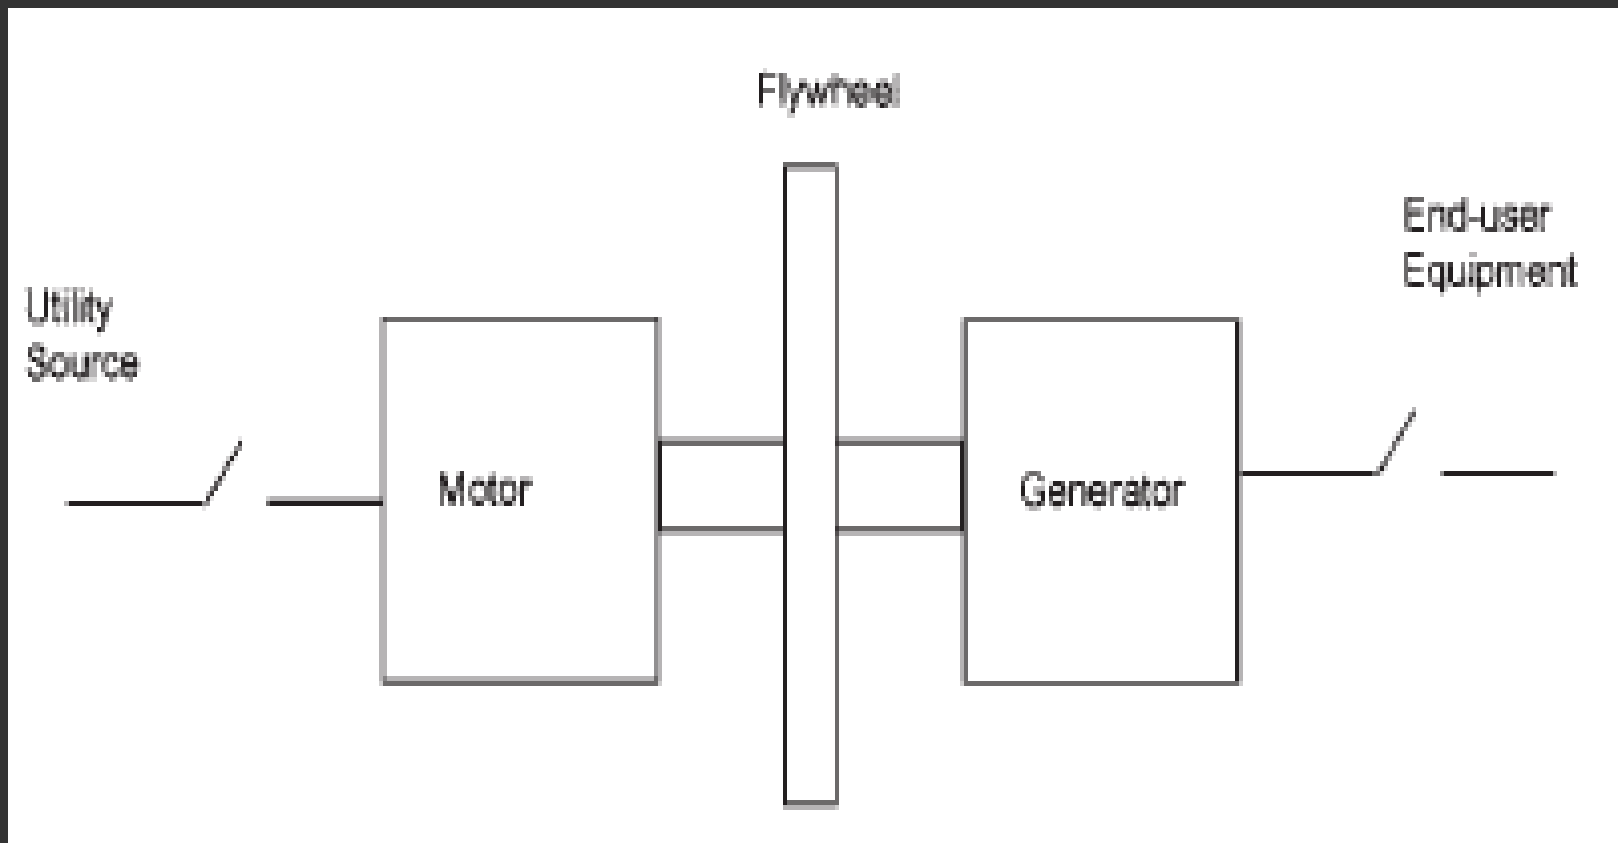 Flywheel
End-user
Equipment
Utility
Source
Motor
Generator